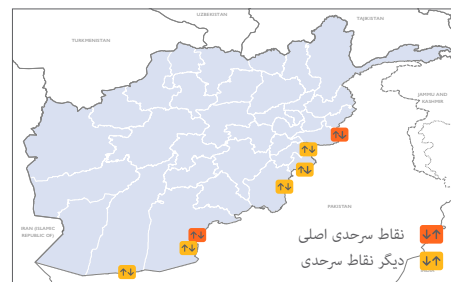 UZBEKISTAN
TAJIKISTAN
TURKMENISTAN
JAMMU AND
KASHMIR
PAKISTAN
IRAN (ISLAMIC
REPUBLIC OF)
نقاط سرحدی اصلی
دیگر نقاط سرحدی